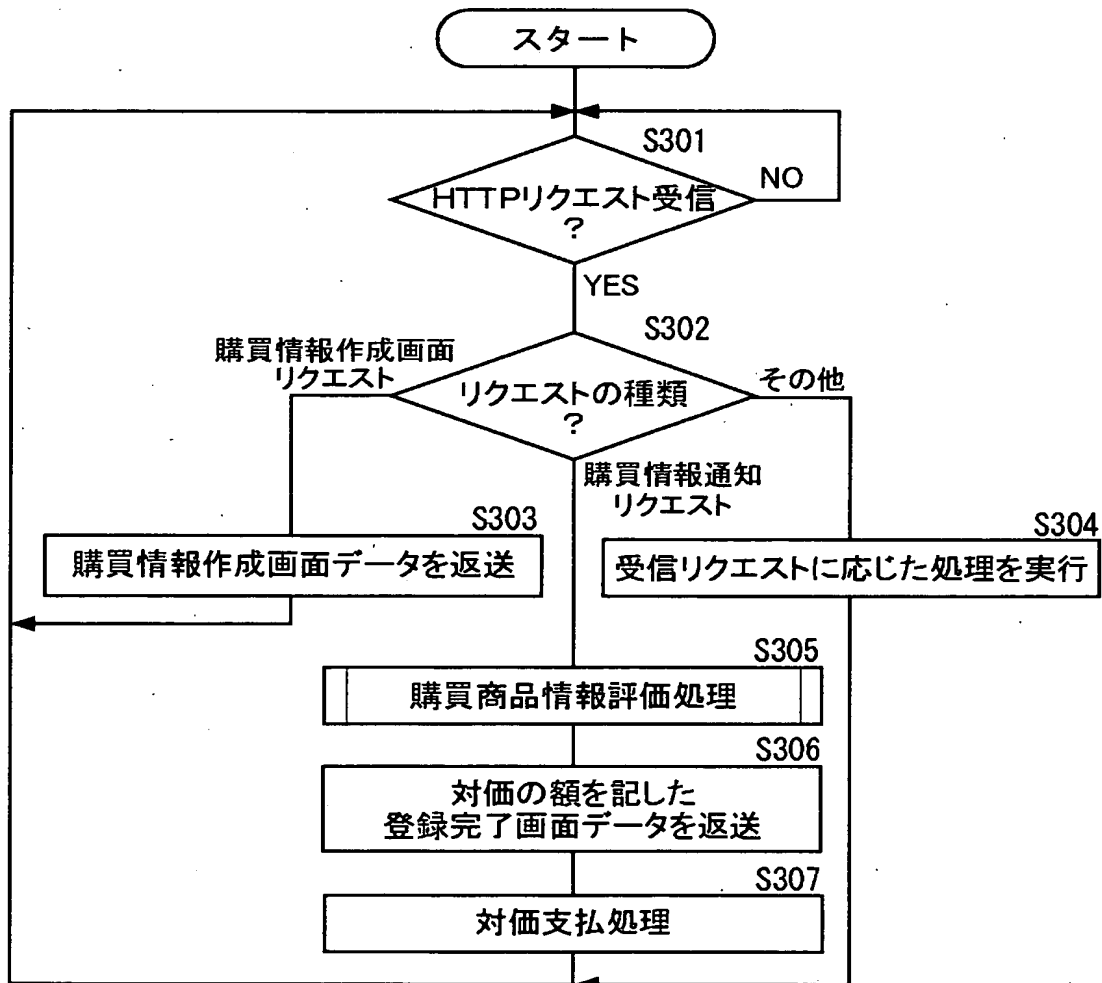 スタート
S301
HTTPリクエスト受信
?
NO
YES
S302
購買情報作成画面
リクエスト
リクエストの種類
?
その他
購買情報通知
リクエスト
S303
購買情報作成画面データを返送
S304
受信リクエストに応じた処理を実行
S305
購買商品情報評価処理
S306
対価の額を記した
登録完了画面データを返送
S307
対価支払処理